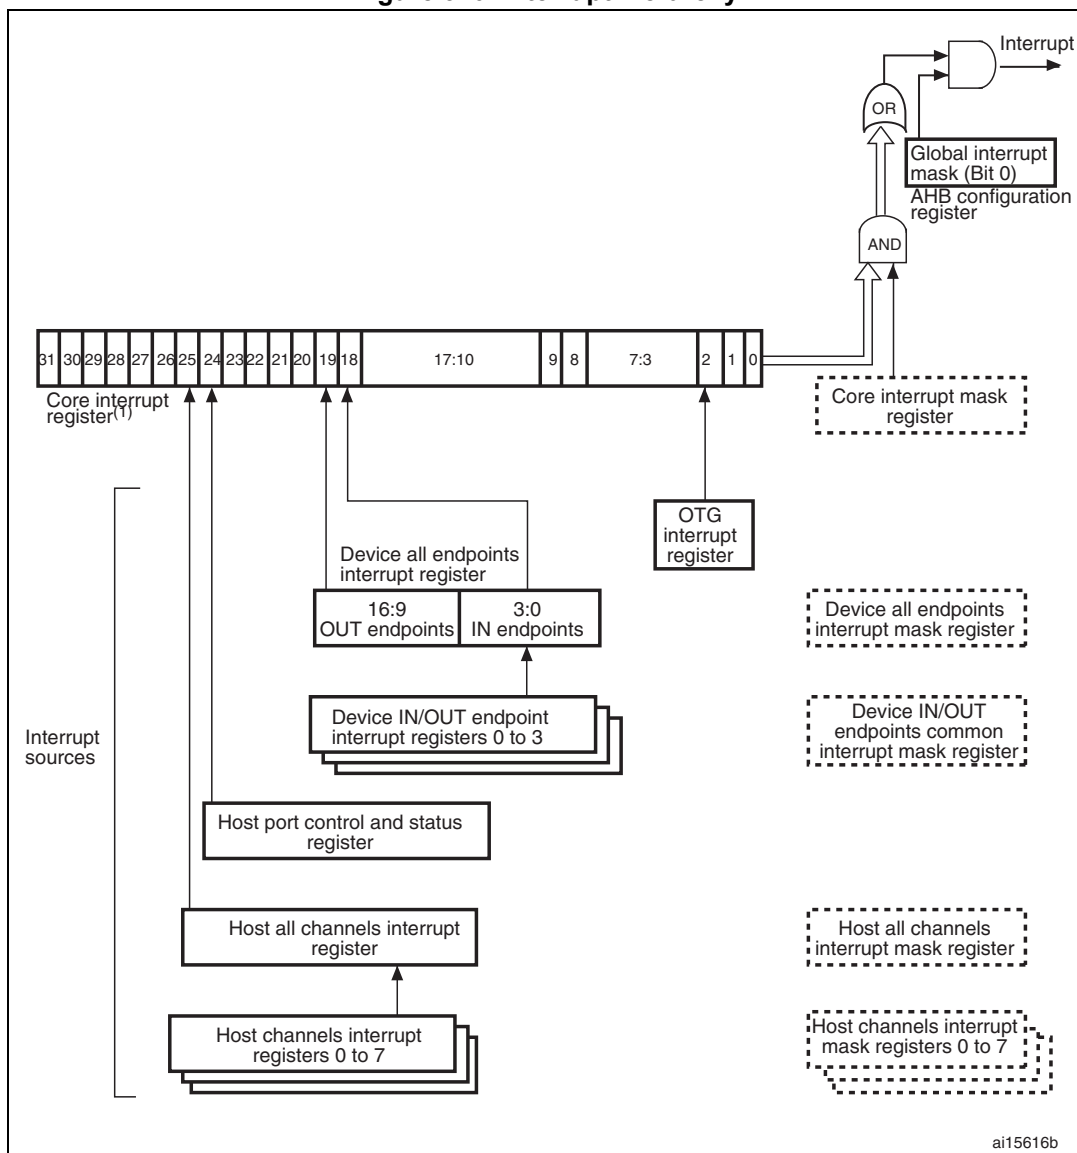 Interrupt
OR
Global interrupt
mask (Bit 0)
AHB configuration
register
AND
31 30 29 28 27 26 25 24 23 22 21 20 19 18 17:10 9 8 7:3 2 1 0
Core interrupt
register(1)
Core interrupt mask
register
OTG
interrupt
register
Device all endpoints
interrupt register
16:9
OUT endpoints
3:0
IN endpoints
Device all endpoints
interrupt mask register
Device IN/OUT endpoint
interrupt registers 0 to 3
Device IN/OUT
endpoints common
interrupt mask register
Interrupt
sources
Host port control and status
register
Host all channels interrupt
register
Host all channels
interrupt mask register
Host channels interrupt
registers 0 to 7
Host channels interrupt
mask registers 0 to 7
ai15616b